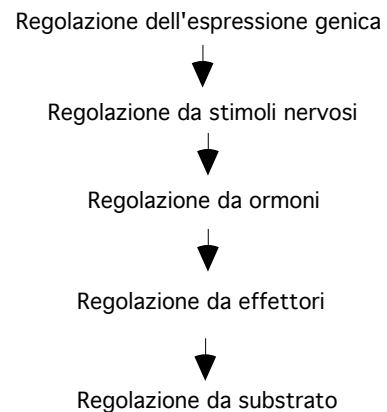 Regolazione dell'espressione genica
Regolazione da stimoli nervosi
Regolazione da ormoni
Regolazione da effettori
Regolazione da substrato